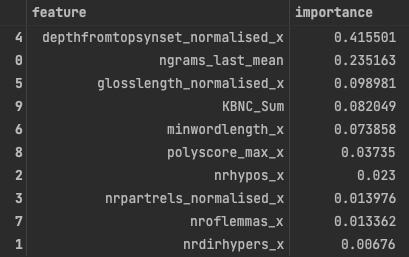 feature importance
4 depthfromtopsynset_normalised_x 0.415501
0 ngrams_last_mean 0.235163
5 glosslength_normalised_x 0.098981
9 KBNC_Sum 0.082049
6 minwordlength_x 0.073858
8 polyscore_max_x 0.03735
2 nrhypos_x 0.023
3 nrpartrels_normalised_x 0.013976
7 nroflemmas_x 0.013362
1 nrdirhypers_x 0.00676